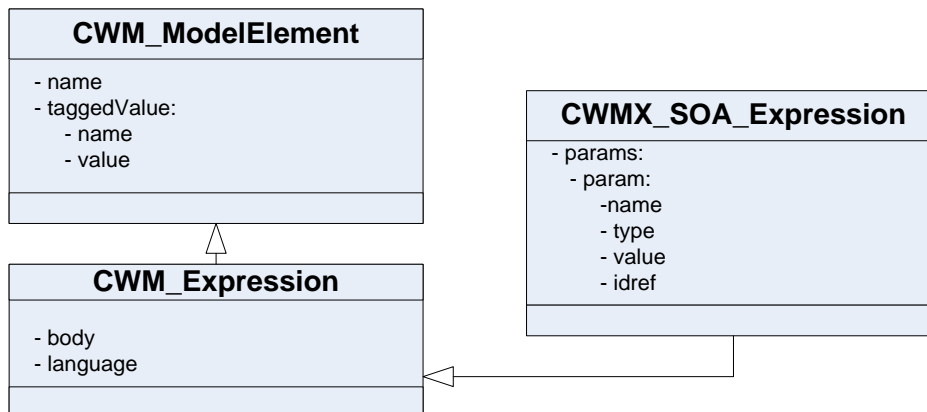 CWM_ModelElement
- name
- taggedValue:
- name
- value
CWMX_SOA_Expression
- params:
- param:
-name
- type
- value
- idref
CWM_Expression
- body
- language